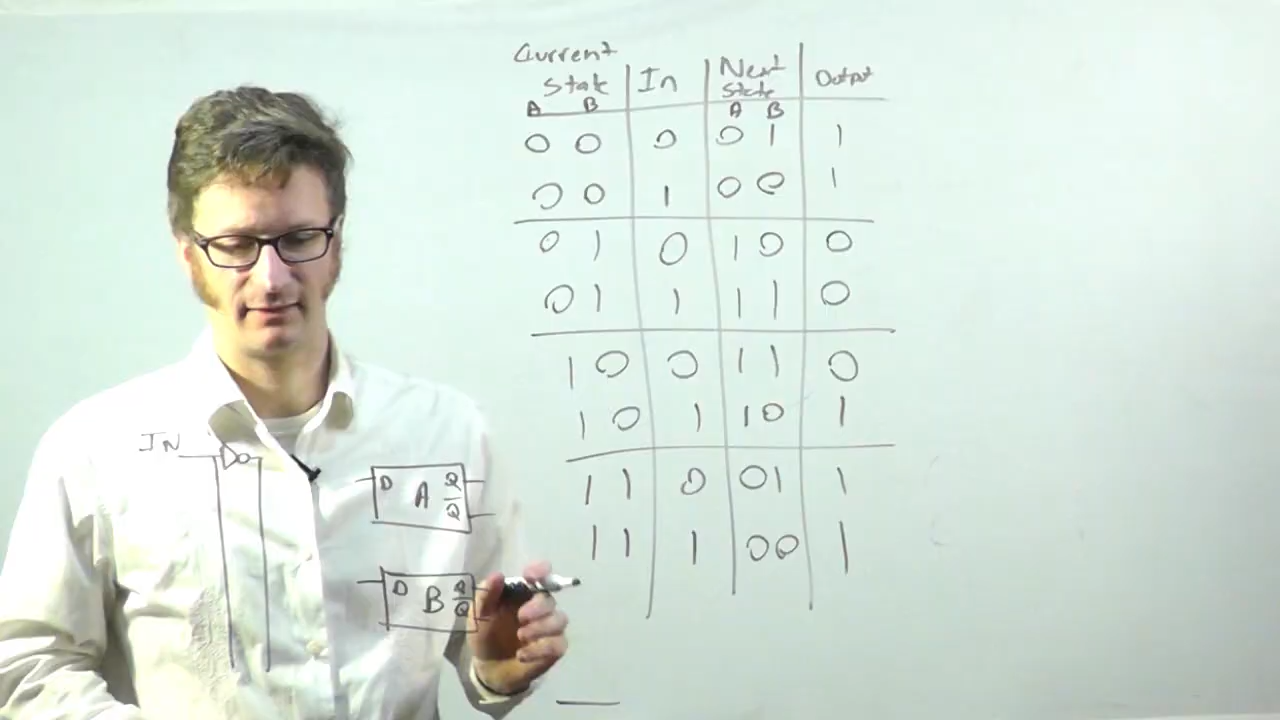 Current
State | In | Next State | Output
A B | | A B |
0 0 | 0 | 0 1 | 1
0 0 | 1 | 0 0 | 1
0 1 | 0 | 1 0 | 0
0 1 | 1 | 1 1 | 0
1 0 | 0 | 1 1 | 0
1 0 | 1 | 1 0 | 1
1 1 | 0 | 0 1 | 1
1 1 | 1 | 0 0 | 1
IN
D A Q
Q̅
D B Q
Q̅